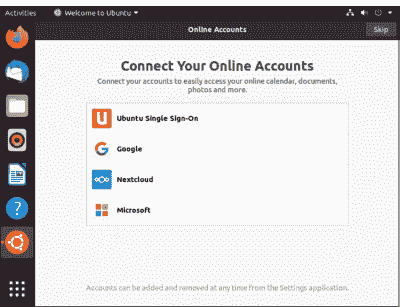 Activities Welcome to Ubuntu
Online Accounts Skip
Connect Your Online Accounts
Connect your accounts to easily access your online calendar, documents,
photos and more.
Ubuntu Single Sign-On
Google
Nextcloud
Microsoft
Accounts can be added and removed at any time from the Settings application.